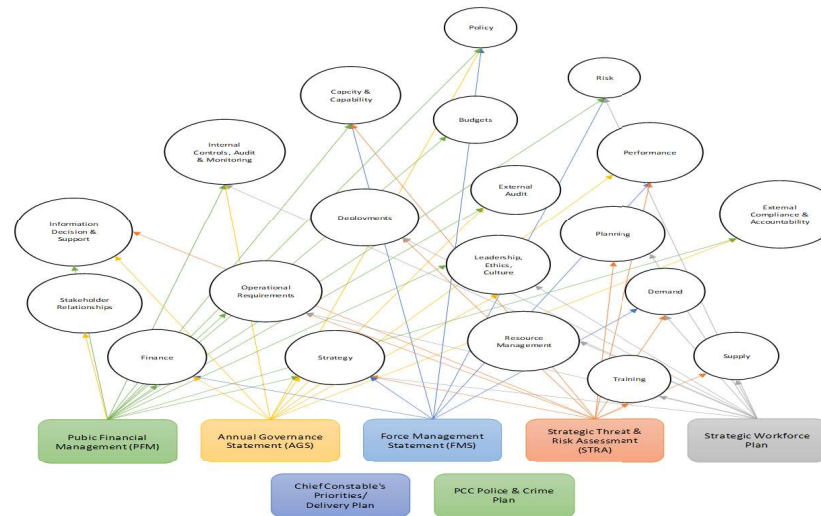 Policy
Risk
Capcity &
Capability
Budgets
Internal
Controls, Audit
& Monitoring
Performance
External
Audit
Information
Decision &
Support
Deployments
External
Compliance &
Accountability
Planning
Leadership,
Ethics,
Culture
Operational
Requirements
Stakeholder
Relationships
Demand
Finance
Strategy
Resource
Management
Supply
Training
Pubic Financial
Management (PFM)
Annual Governance
Statement (AGS)
Force Management
Statement (FMS)
Strategic Threat &
Risk Assessment
(STRA)
Strategic Workforce
Plan
Chief Constable's
Priorities/
Delivery Plan
PCC Police & Crime
Plan